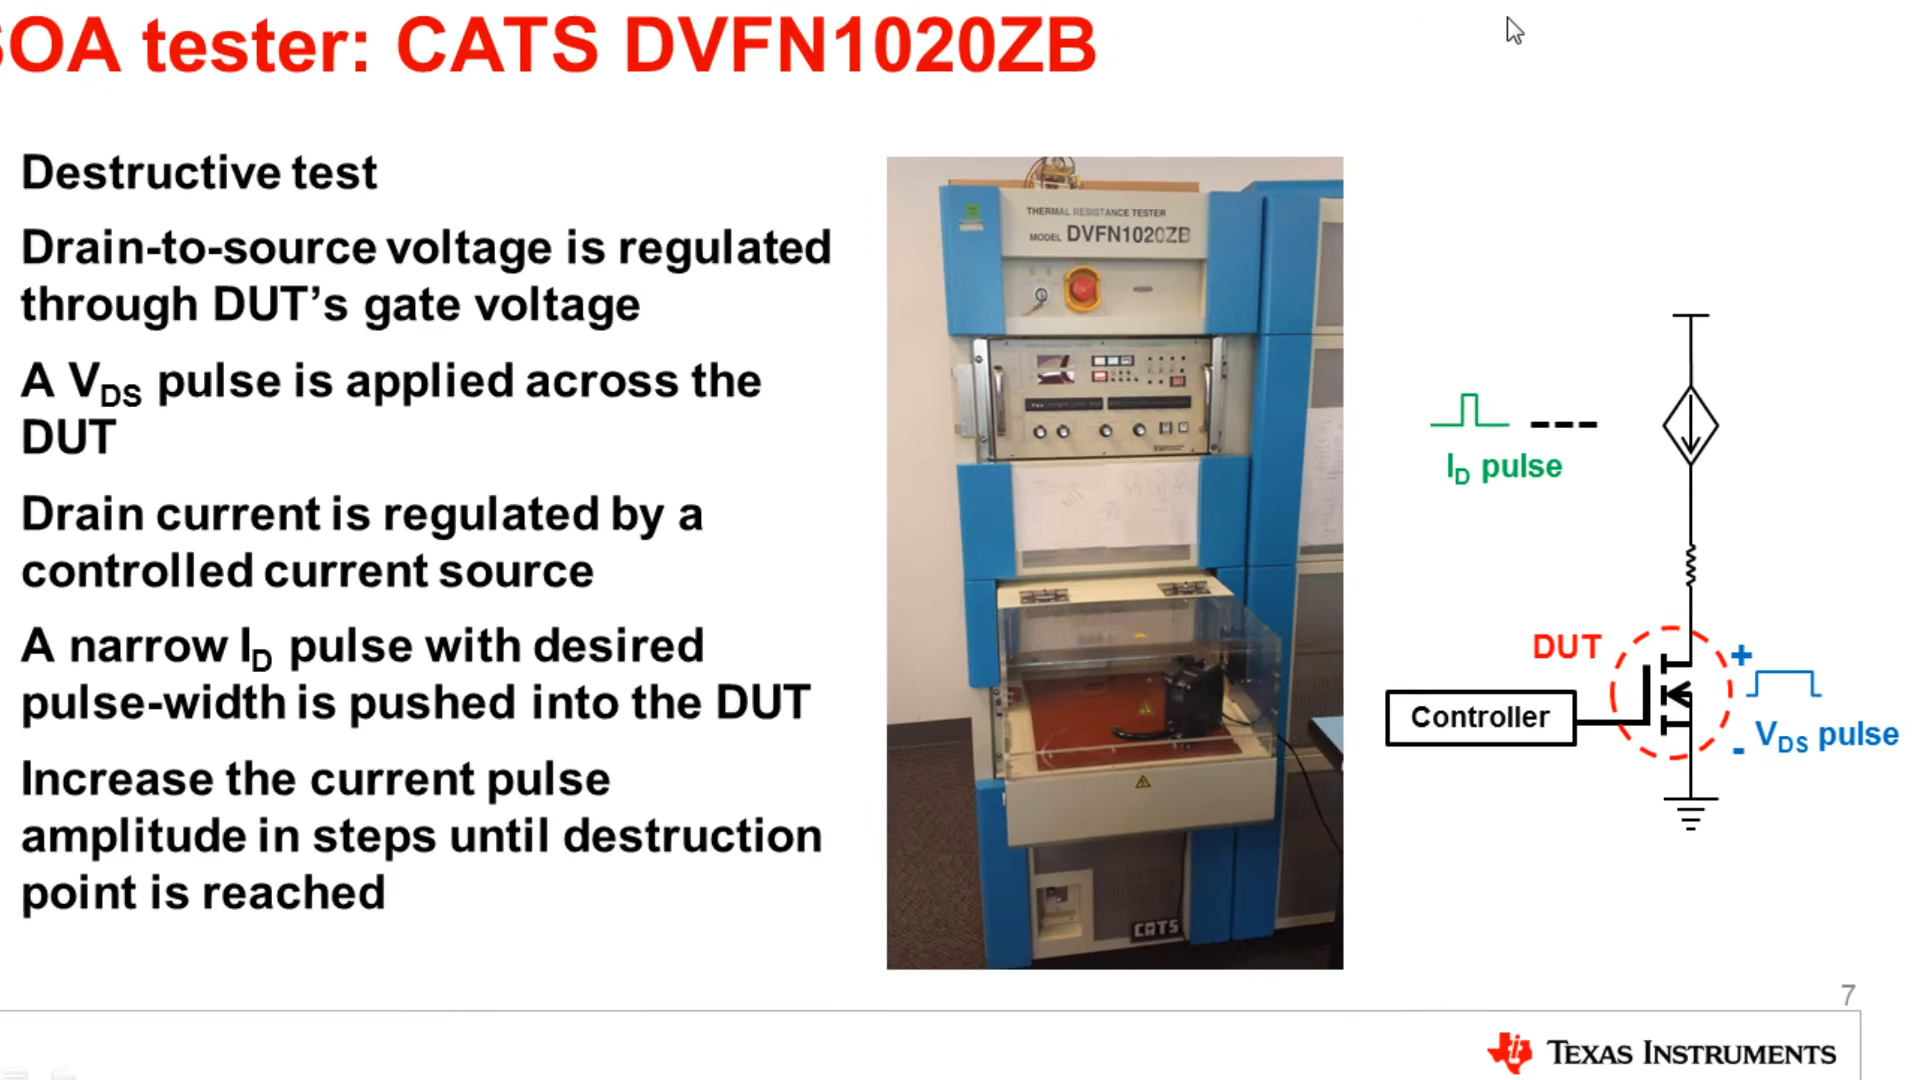 SOA tester: CATS DVFN1020ZB
Destructive test
Drain-to-source voltage is regulated
through DUT’s gate voltage
A VDS pulse is applied across the
DUT
Drain current is regulated by a
controlled current source
A narrow ID pulse with desired
pulse-width is pushed into the DUT
Increase the current pulse
amplitude in steps until destruction
point is reached
THERMAL RESISTANCE TESTER
MODEL DVFN1020ZB
CATS
ID pulse
DUT
Controller
+
-
VDS pulse
7
TEXAS INSTRUMENTS